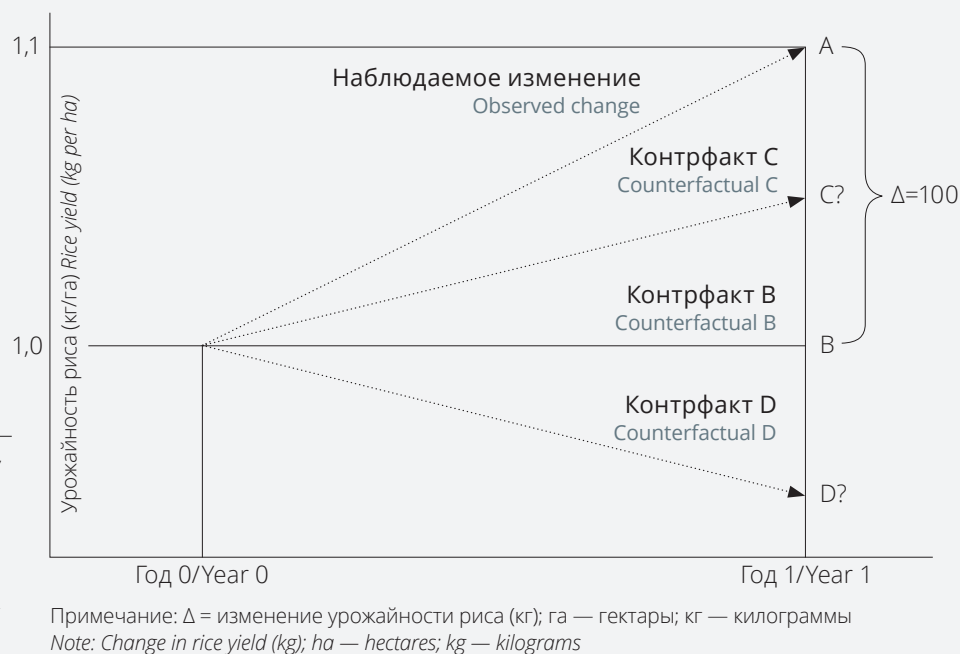 1,1
A
Наблюдаемое изменение
Observed change
Контрфакт C
Counterfactual C
C?
Δ=100
Контрфакт B
Counterfactual B
1,0
B
Контрфакт D
Counterfactual D
D?
Урожайность риса (кг/га) Rice yield (kg per ha)
Год 0/Year 0
Год 1/Year 1
Примечание: Δ = изменение урожайности риса (кг); га — гектары; кг — килограммы
Note: Change in rice yield (kg); ha — hectares; kg — kilograms